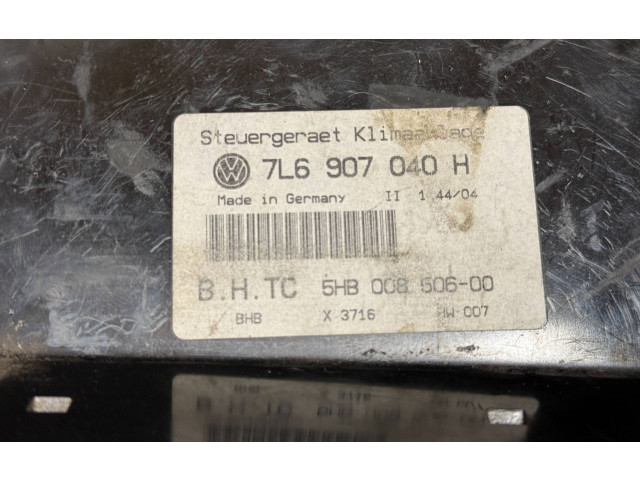 Steuergeraet Klimaanlage
7L6 907 040 H
Made in Germany II 1 44/04
B.H.TC 5HB 008 506-00
BHB X 3716 HW 007